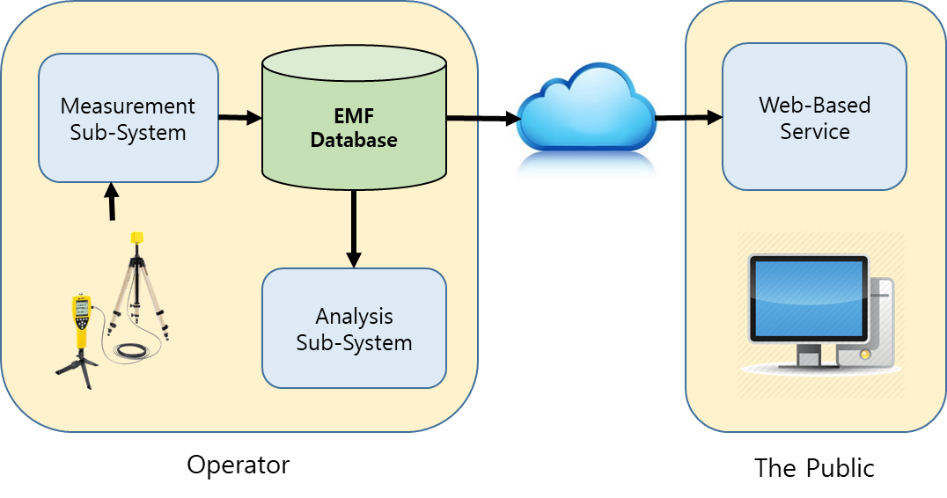 Measurement
Sub-System
EMF
Database
Web-Based
Service
Analysis
Sub-System
Operator
The Public